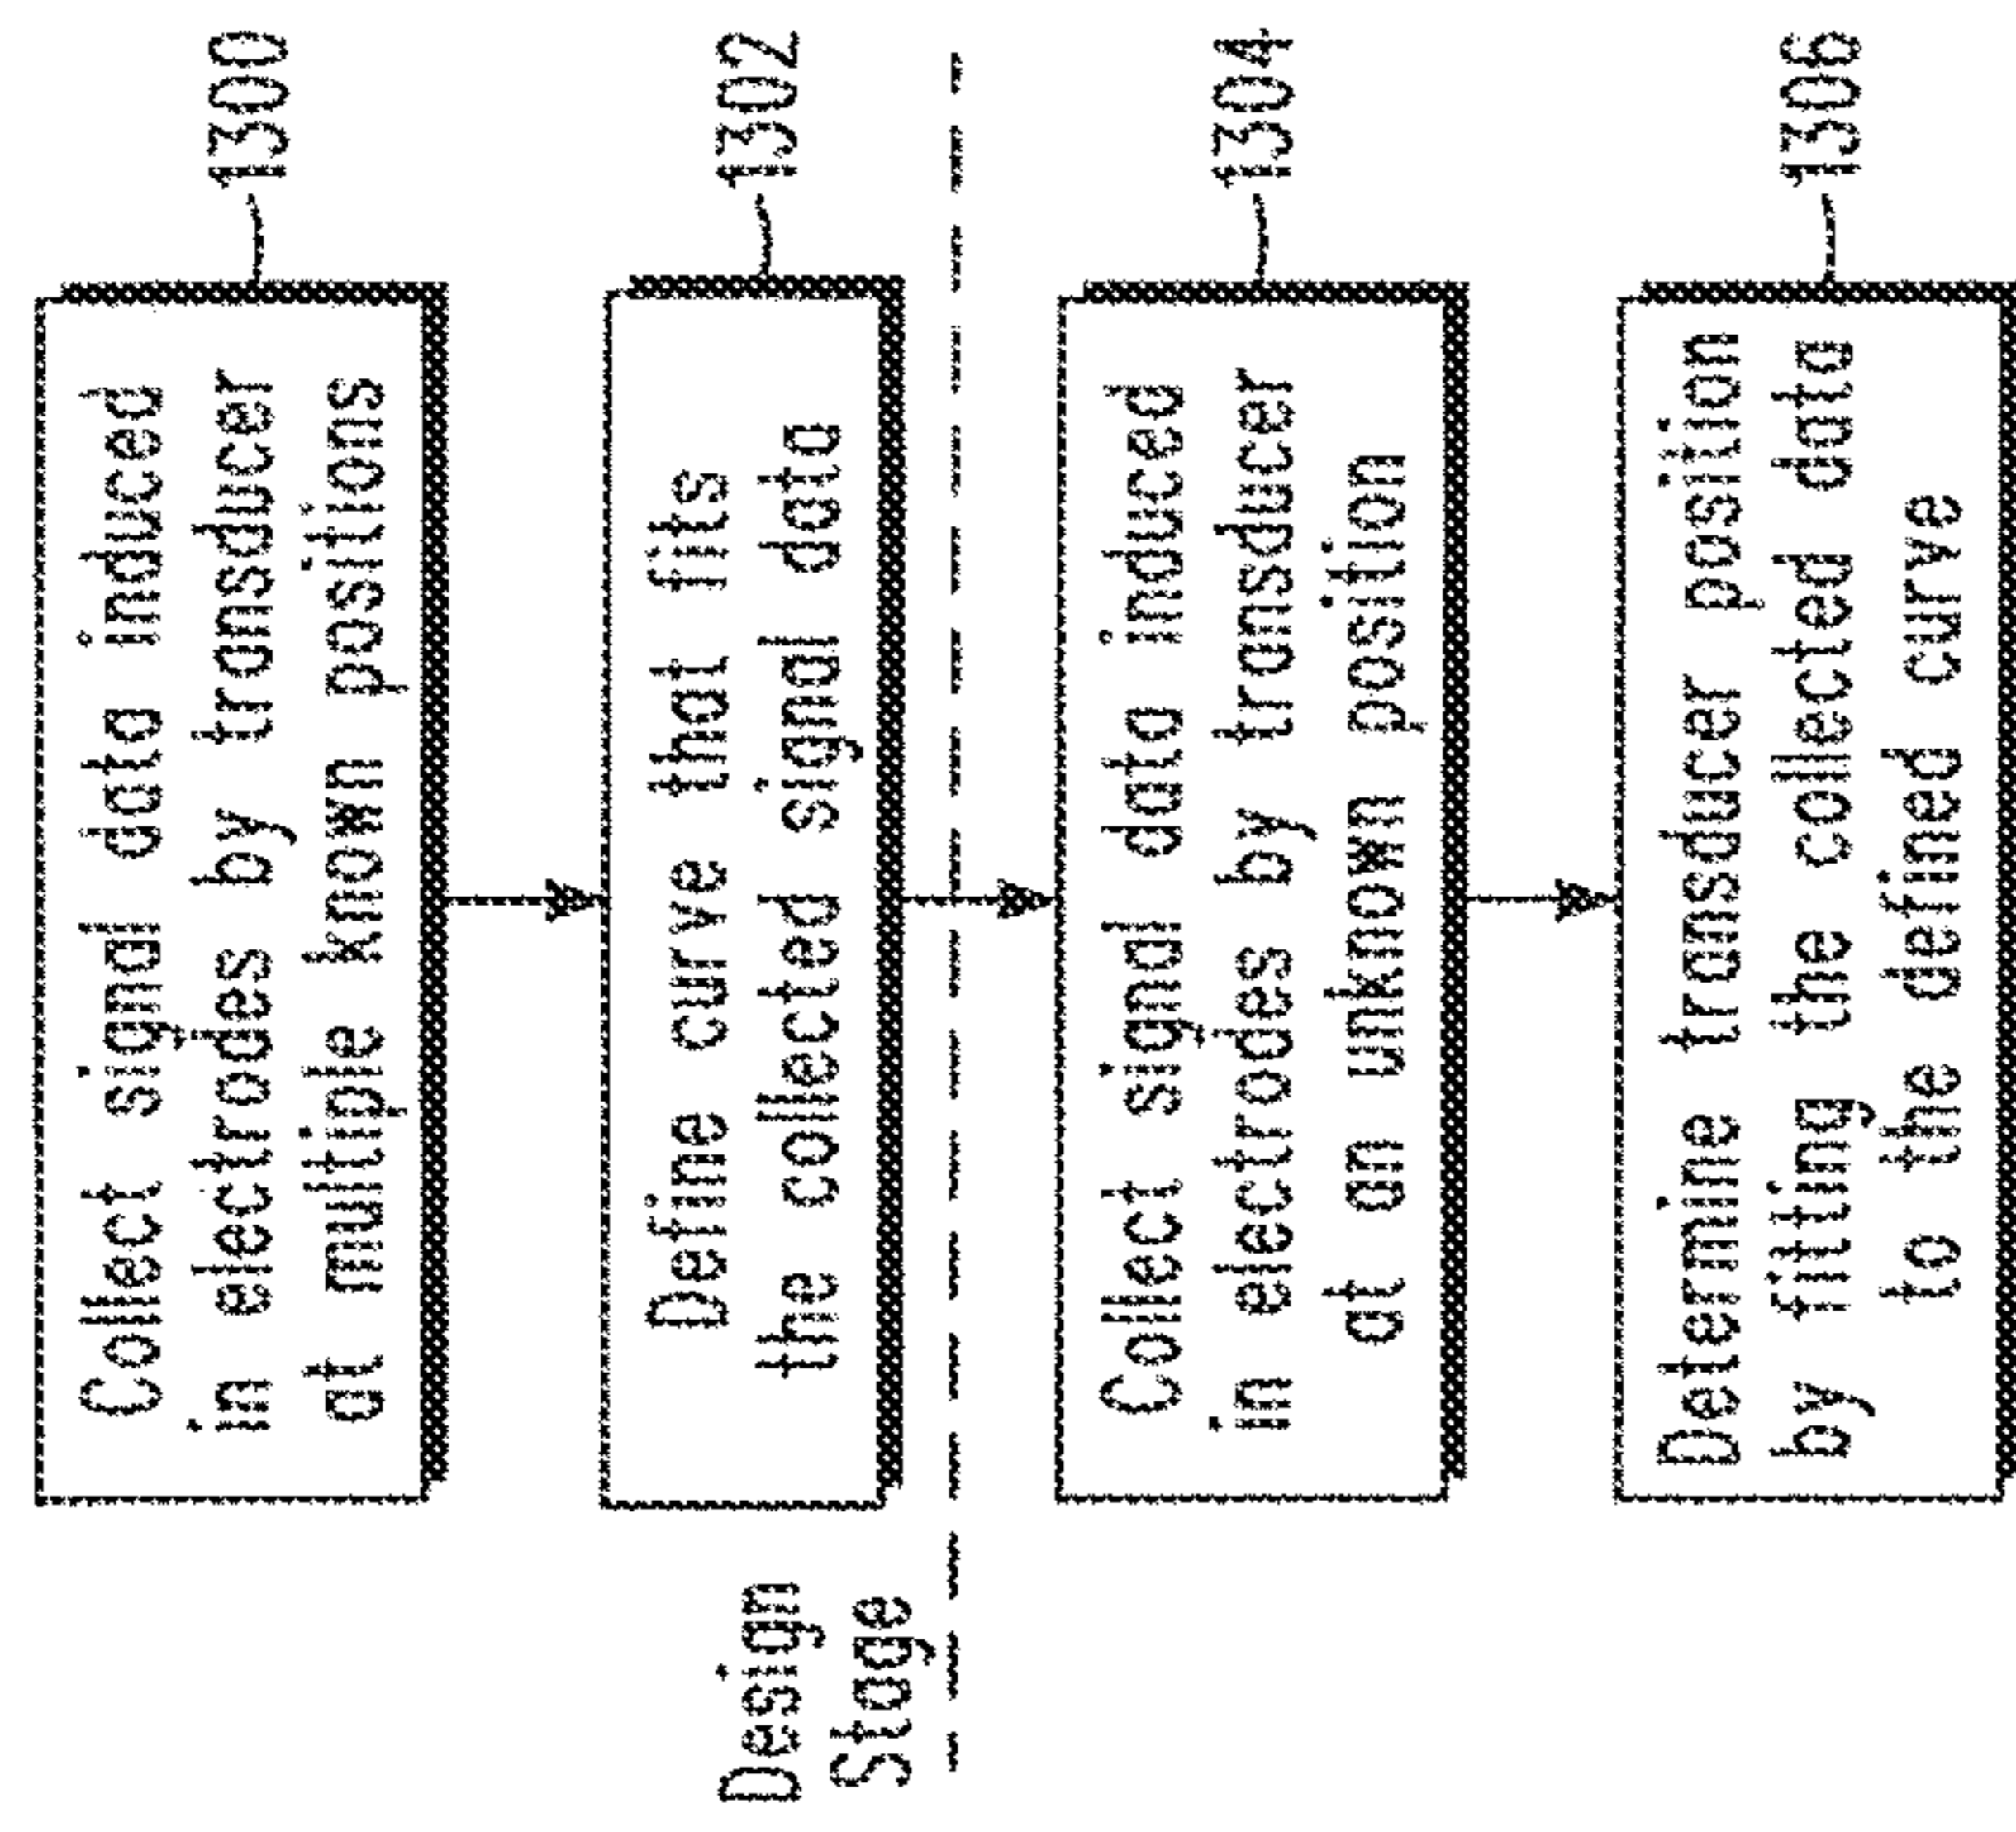 Collect signal data induced
in electrodes by transducer
at multiple known positions
1300
Define curve that fits
the collected signal data
1302
Design
Stage
Collect signal data induced
in electrodes by transducer
at an unknown position
1304
Determine transducer position
by fitting the collected data
to the defined curve
1306